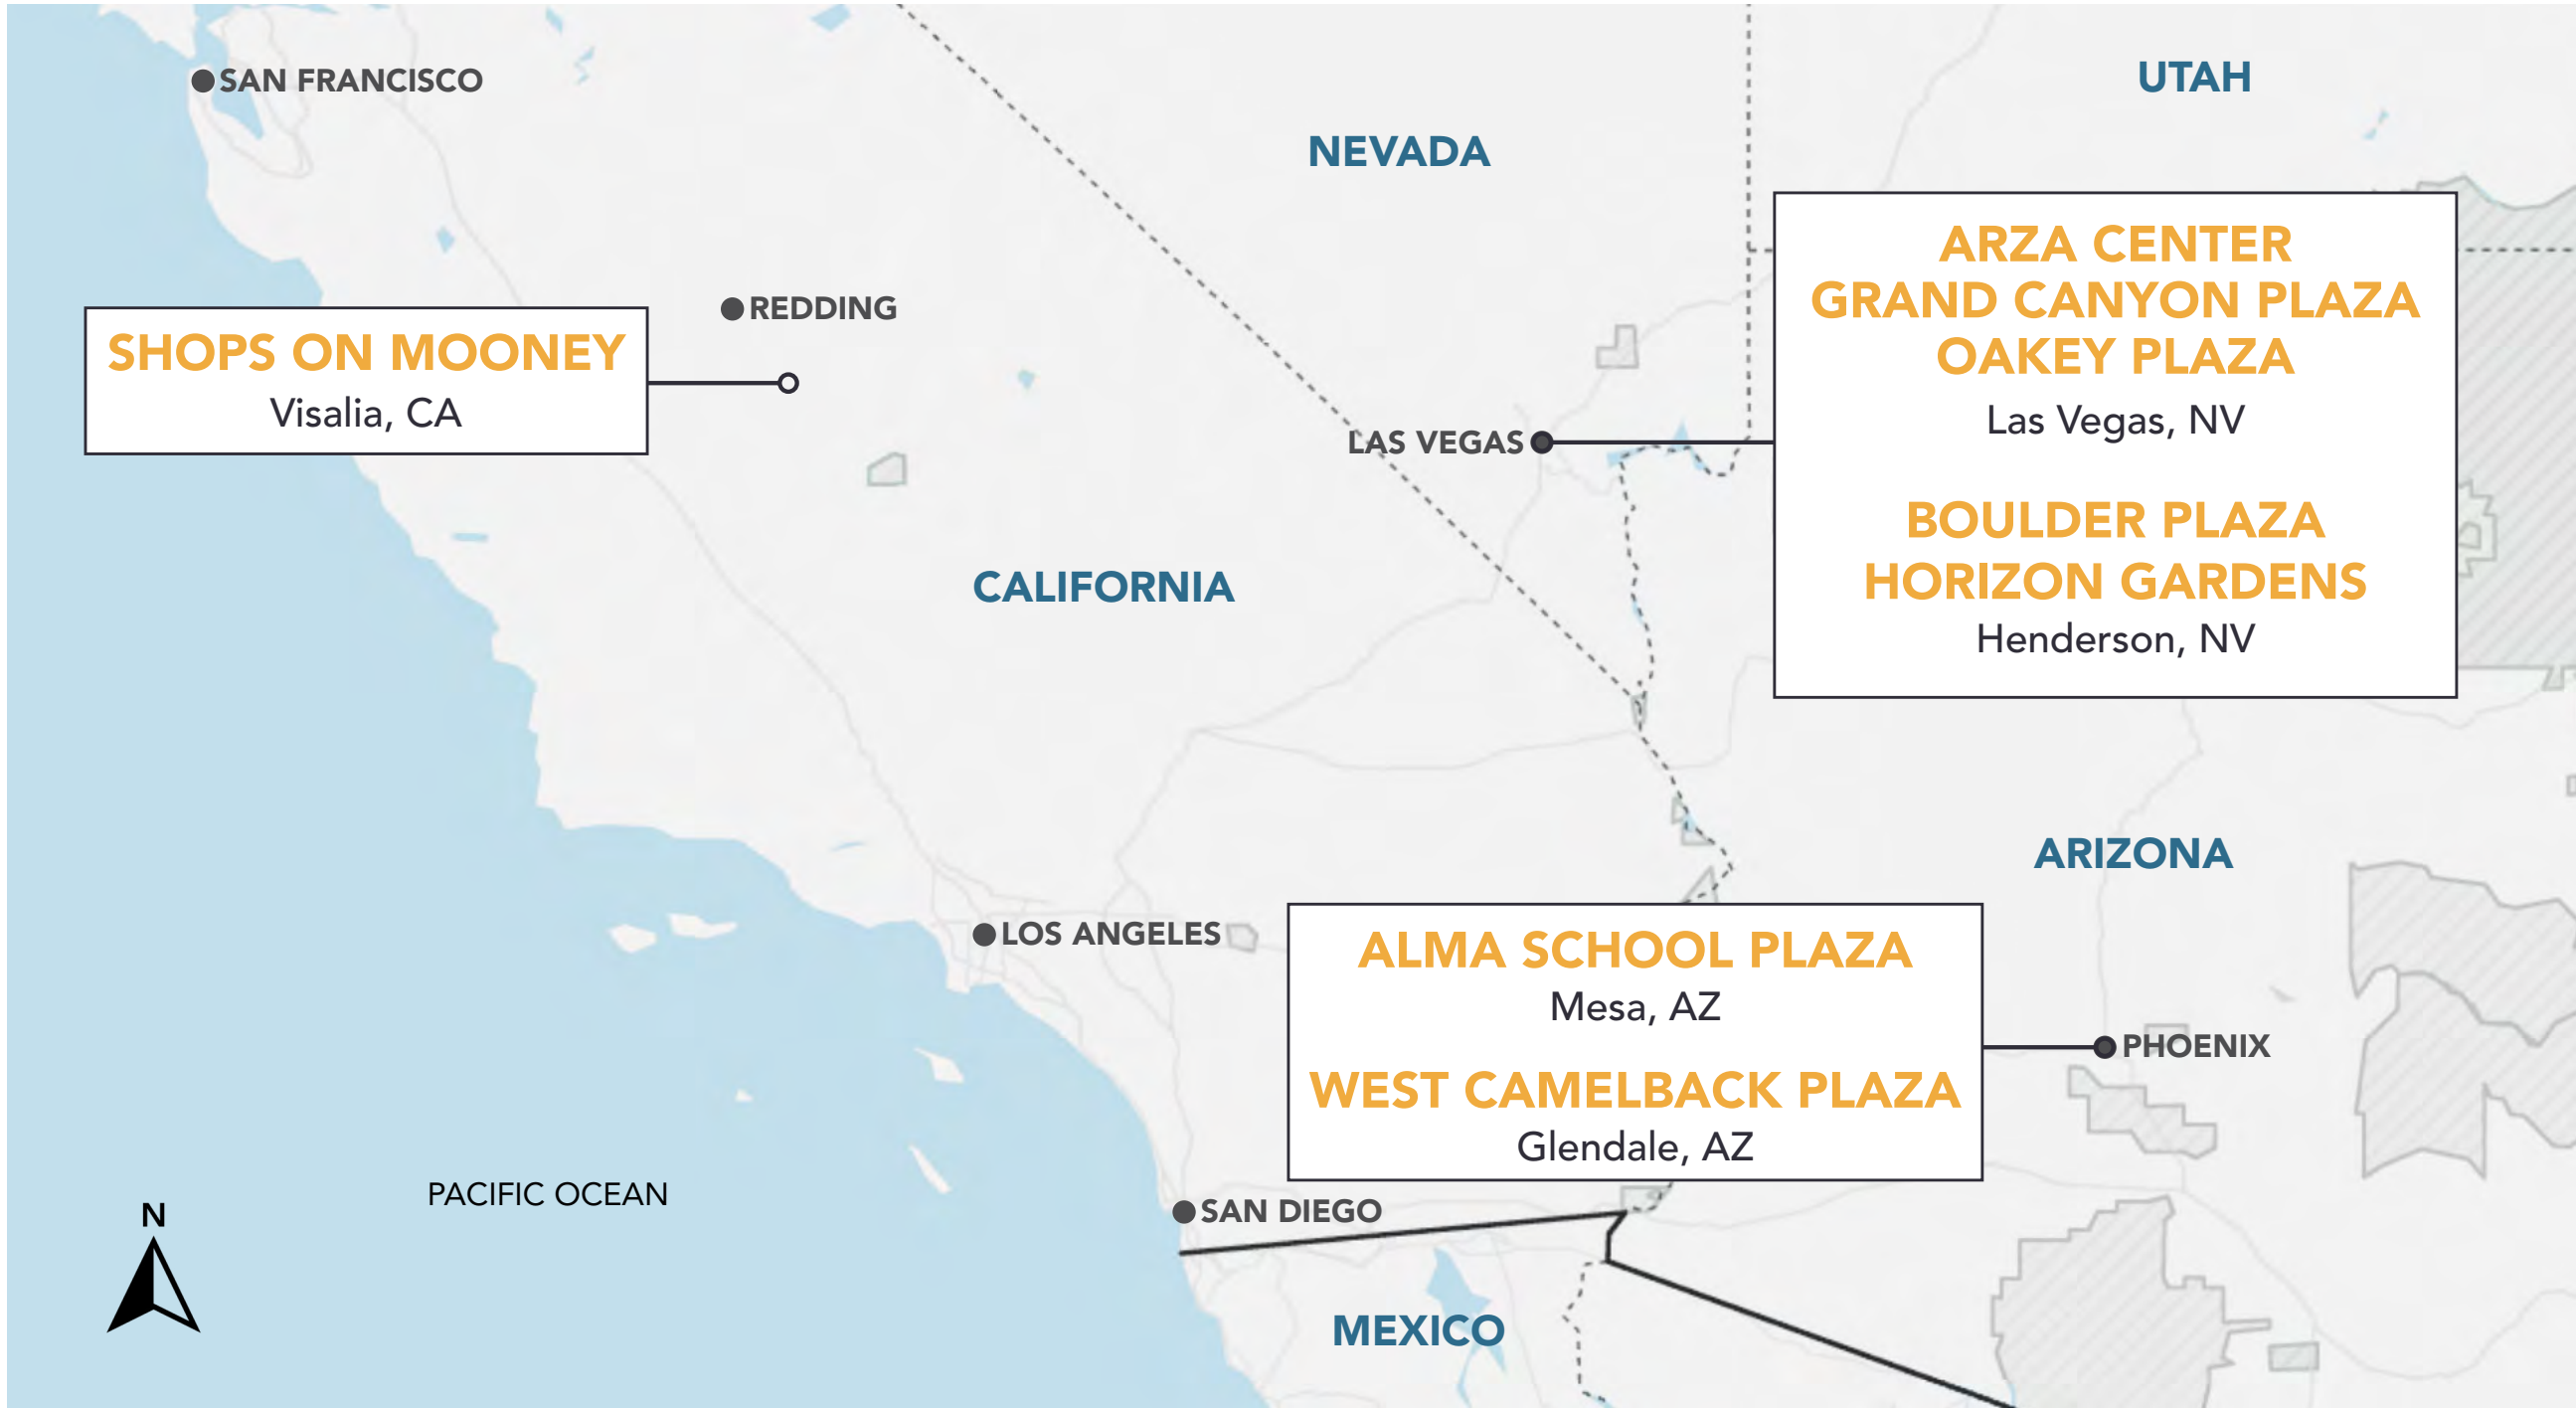 SAN FRANCISCO
UTAH
NEVADA
REDDING
SHOPS ON MOONEY
Visalia, CA
ARZA CENTER
GRAND CANYON PLAZA
OAKEY PLAZA
Las Vegas, NV
BOULDER PLAZA
HORIZON GARDENS
Henderson, NV
LAS VEGAS
CALIFORNIA
ARIZONA
LOS ANGELES
ALMA SCHOOL PLAZA
Mesa, AZ
WEST CAMELBACK PLAZA
Glendale, AZ
PHOENIX
PACIFIC OCEAN
N
SAN DIEGO
MEXICO